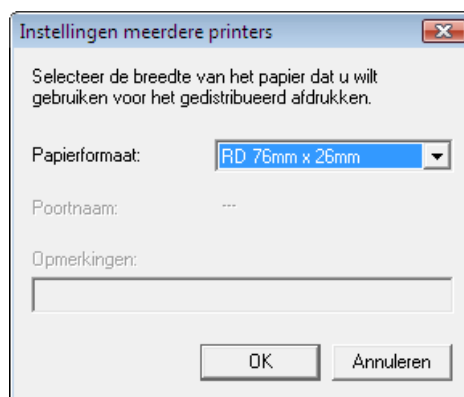 Instellingen meerdere printers
Selecteer de breedte van het papier dat u wilt
gebruiken voor het gedistribueerd afdrukken.
Papierformaat: RD 76mm x 26mm
Poortnaam: ---
Opmerkingen:
OK Annuleren